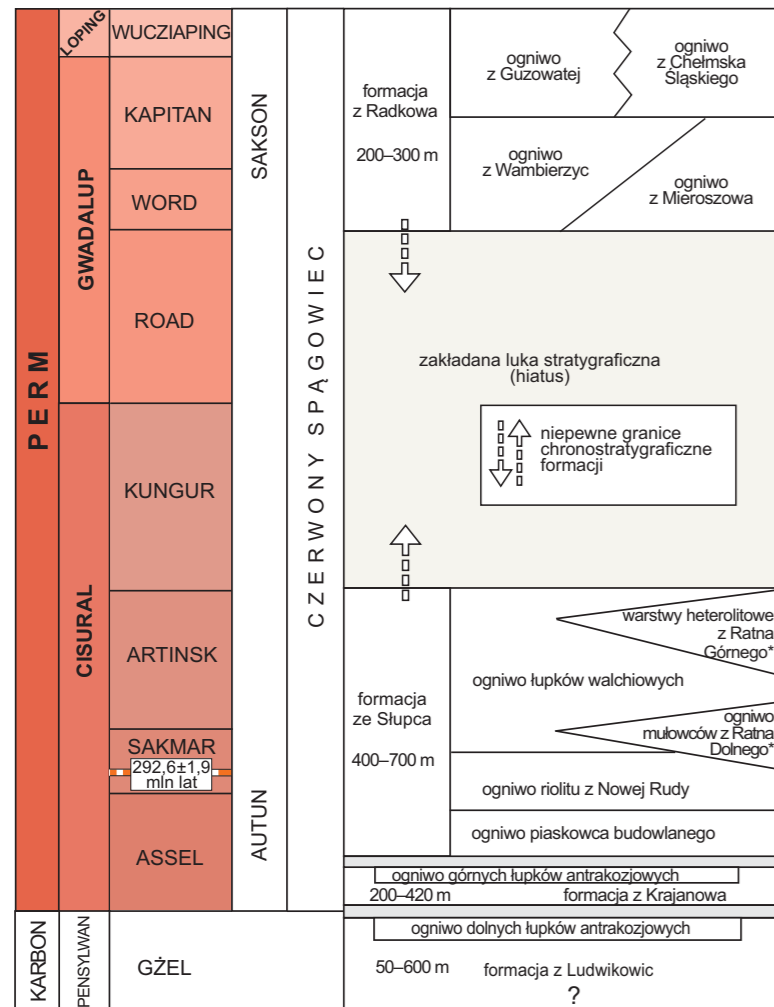 PERM
KARBON
LOPING
GWADALUP
CISURAL
PENSYLWAN
WUCZIAPING
KAPITAN
WORD
ROAD
KUNGUR
ARTINSK
SAKMAR
292,6±1,9
mln lat
ASSEL
GŻEL
SAKSON
AUTUN
CZERWONY SPĄGOWIEC
formacja
z Radkowa
200–300 m
ogniwo
z Guzowatej
ogniwo
z Chełmska
Śląskiego
ogniwo
z Wambierzyc
ogniwo
z Mieroszowa
zakładana luka stratygraficzna
(hiatus)
niepewne granice
chronostratygraficzne
formacji
formacja
ze Słupca
400–700 m
warstwy heterolitowe
z Ratna
Górnego*
ogniwo łupków walchiowych
ogniwo
mułowców z Ratna
Dolnego*
ogniwo riolitu z Nowej Rudy
ogniwo piaskowca budowlanego
ogniwo górnych łupków antrakozjowych
200–420 m formacja z Krajanowa
ogniwo dolnych łupków antrakozjowych
50–600 m formacja z Ludwikowic
?